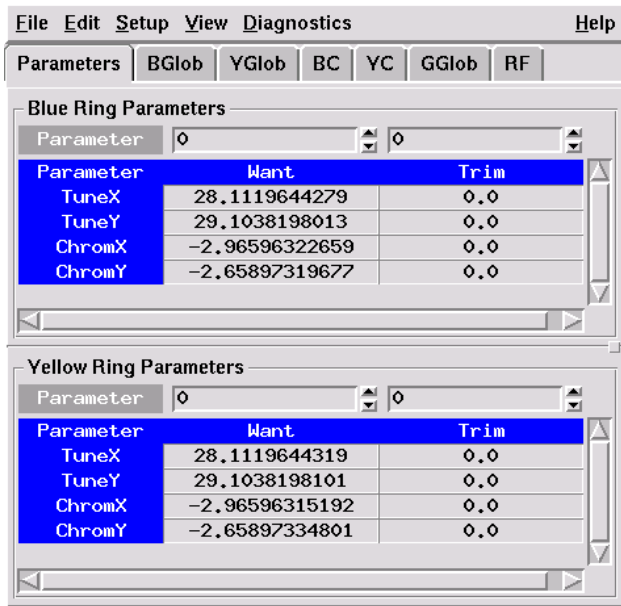 File Edit Setup View Diagnostics Help
Parameters BGlob YGlob BC YC GGlob RF
Blue Ring Parameters
Parameter 0 0
Parameter Want Trim
TuneX 28.1119644279 0.0
TuneY 29.1038198013 0.0
ChromX -2.96596322659 0.0
ChromY -2.65897319677 0.0
Yellow Ring Parameters
Parameter 0 0
Parameter Want Trim
TuneX 28.1119644319 0.0
TuneY 29.1038198101 0.0
ChromX -2.96596315192 0.0
ChromY -2.65897334801 0.0